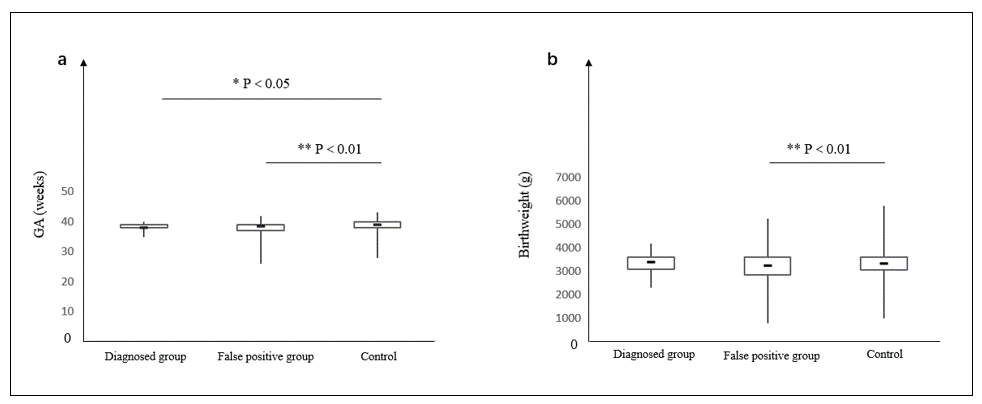 a
* P < 0.05
** P < 0.01
GA (weeks)
50
40
30
20
10
0
Diagnosed group
False positive group
Control
b
** P < 0.01
Birthweight (g)
7000
6000
5000
4000
3000
2000
1000
0
Diagnosed group
False positive group
Control